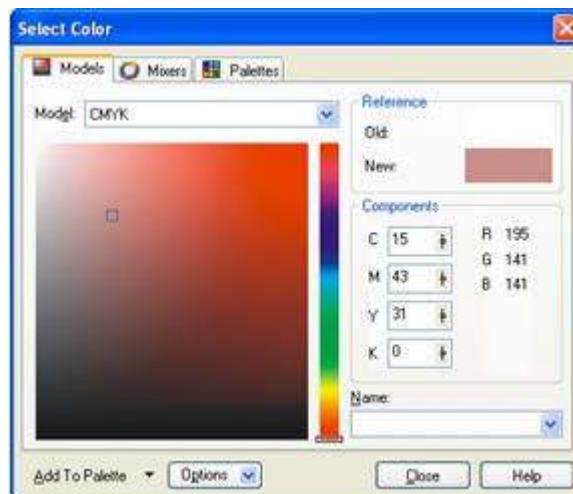 Select Color
Models Mixers Palettes
Model: CMYK
Reference
Old:
New:
Components
C 15 R 195
M 43 G 141
Y 31 B 141
K 0
Name:
Add To Palette Options Close Help